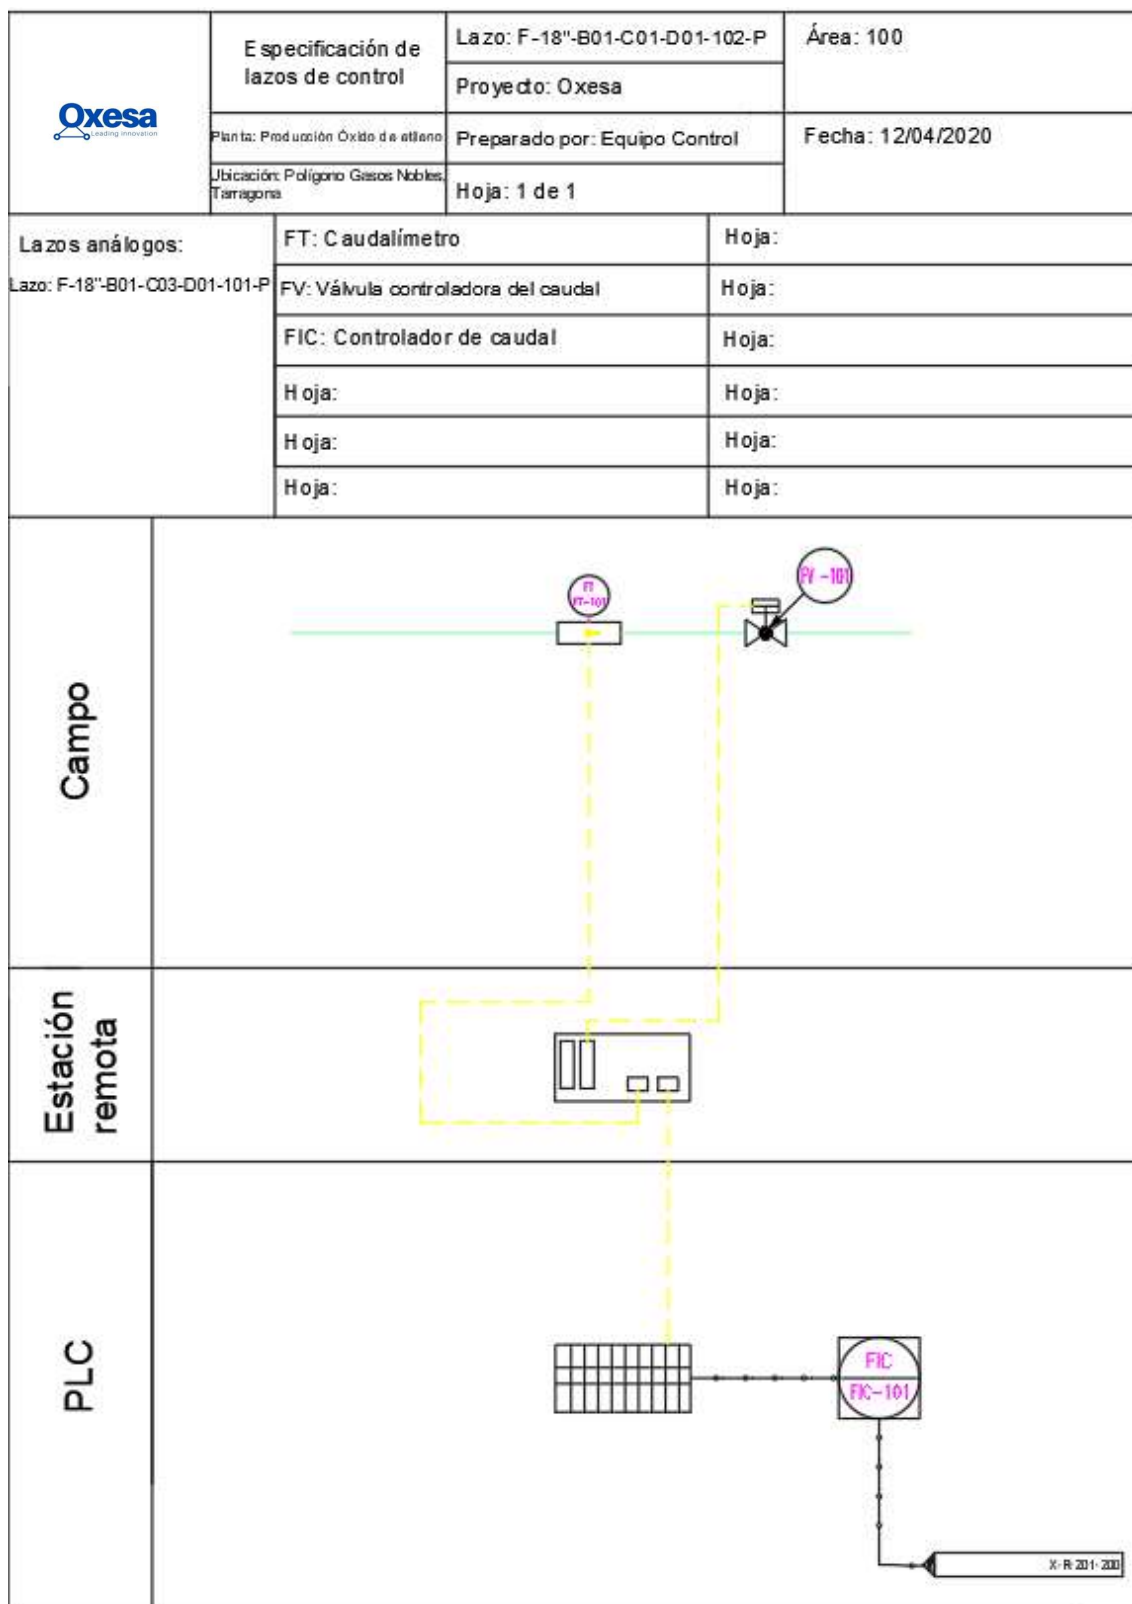 Oxesa
Leading innovation
Especificación de
lazos de control
Lazo: F-18"-B01-C01-D01-102-P
Área: 100
Proyecto: Oxesa
Planta: Producción Óxido de etileno
Preparado por: Equipo Control
Fecha: 12/04/2020
Ubicación: Polígono Gasos Nobles,
Tarragona
Hoja: 1 de 1
Lazos análogos:
Lazo: F-18"-B01-C03-D01-101-P
FT: Caudalímetro
Hoja:
FV: Válvula controladora del caudal
Hoja:
FIC: Controlador de caudal
Hoja:
Hoja:
Hoja:
Hoja:
Hoja:
Hoja:
Hoja:
Campo
FT
FT-101
FV-101
Estación
remota
PLC
FIC
FIC-101
X-R-201-200